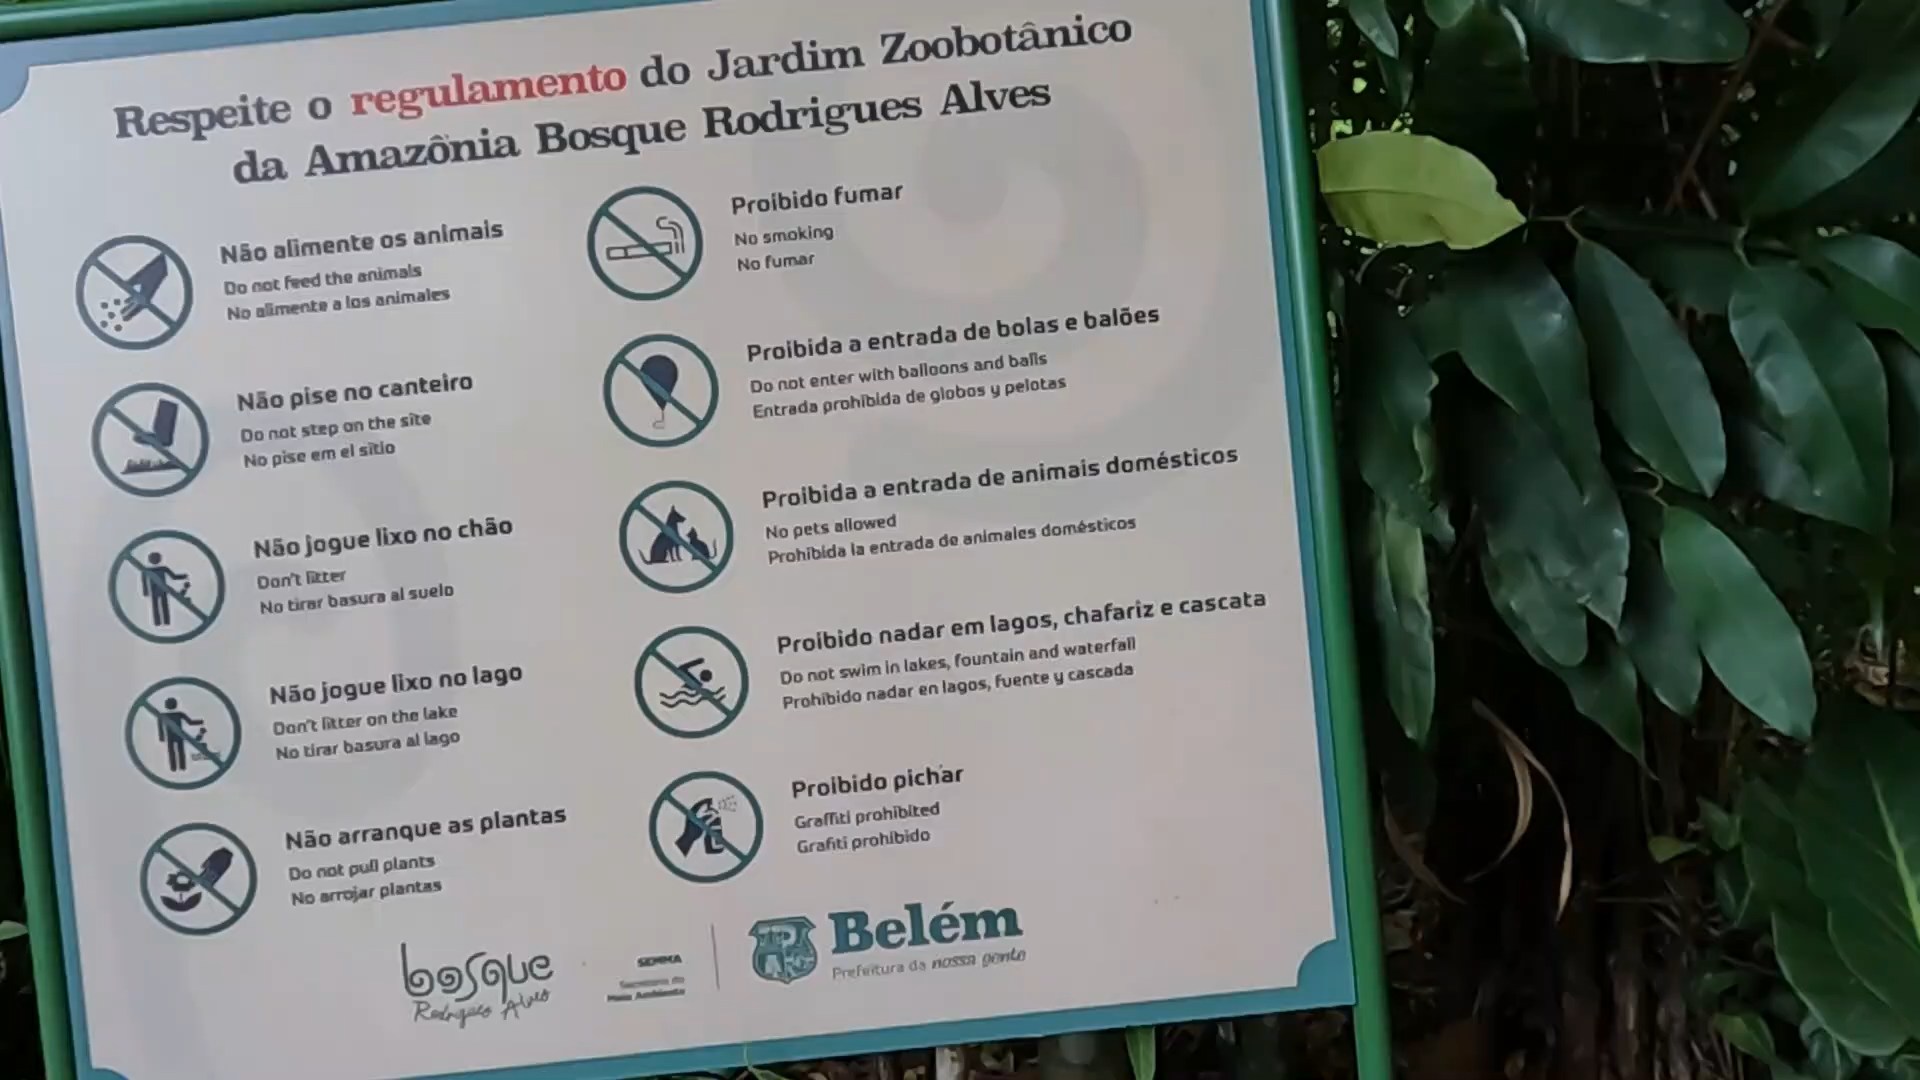 Respeite o regulamento do Jardim Zoobotânico
da Amazônia Bosque Rodrigues Alves
Não alimente os animais
Do not feed the animals
No alimente a los animales
Não pise no canteiro
Do not step on the site
No pise em el sitio
Não jogue lixo no chão
Don't litter
No tirar basura al suelo
Não jogue lixo no lago
Don't litter on the lake
No tirar basura al lago
Não arranque as plantas
Do not pull plants
No arrojar plantas
Proibido fumar
No smoking
No fumar
Proibida a entrada de bolas e balões
Do not enter with balloons and balls
Entrada prohibida de globos y pelotas
Proibida a entrada de animais domésticos
No pets allowed
Prohibida la entrada de animales domésticos
Proibido nadar em lagos, chafariz e cascata
Do not swim in lakes, fountain and waterfall
Prohibido nadar en lagos, fuente y cascada
Proibido pichar
Graffiti prohibited
Grafiti prohibido
bosque
Rodrigues Alves
SEMMA
Secretaria de
Meio Ambiente
Belém
Prefeitura da nossa gente